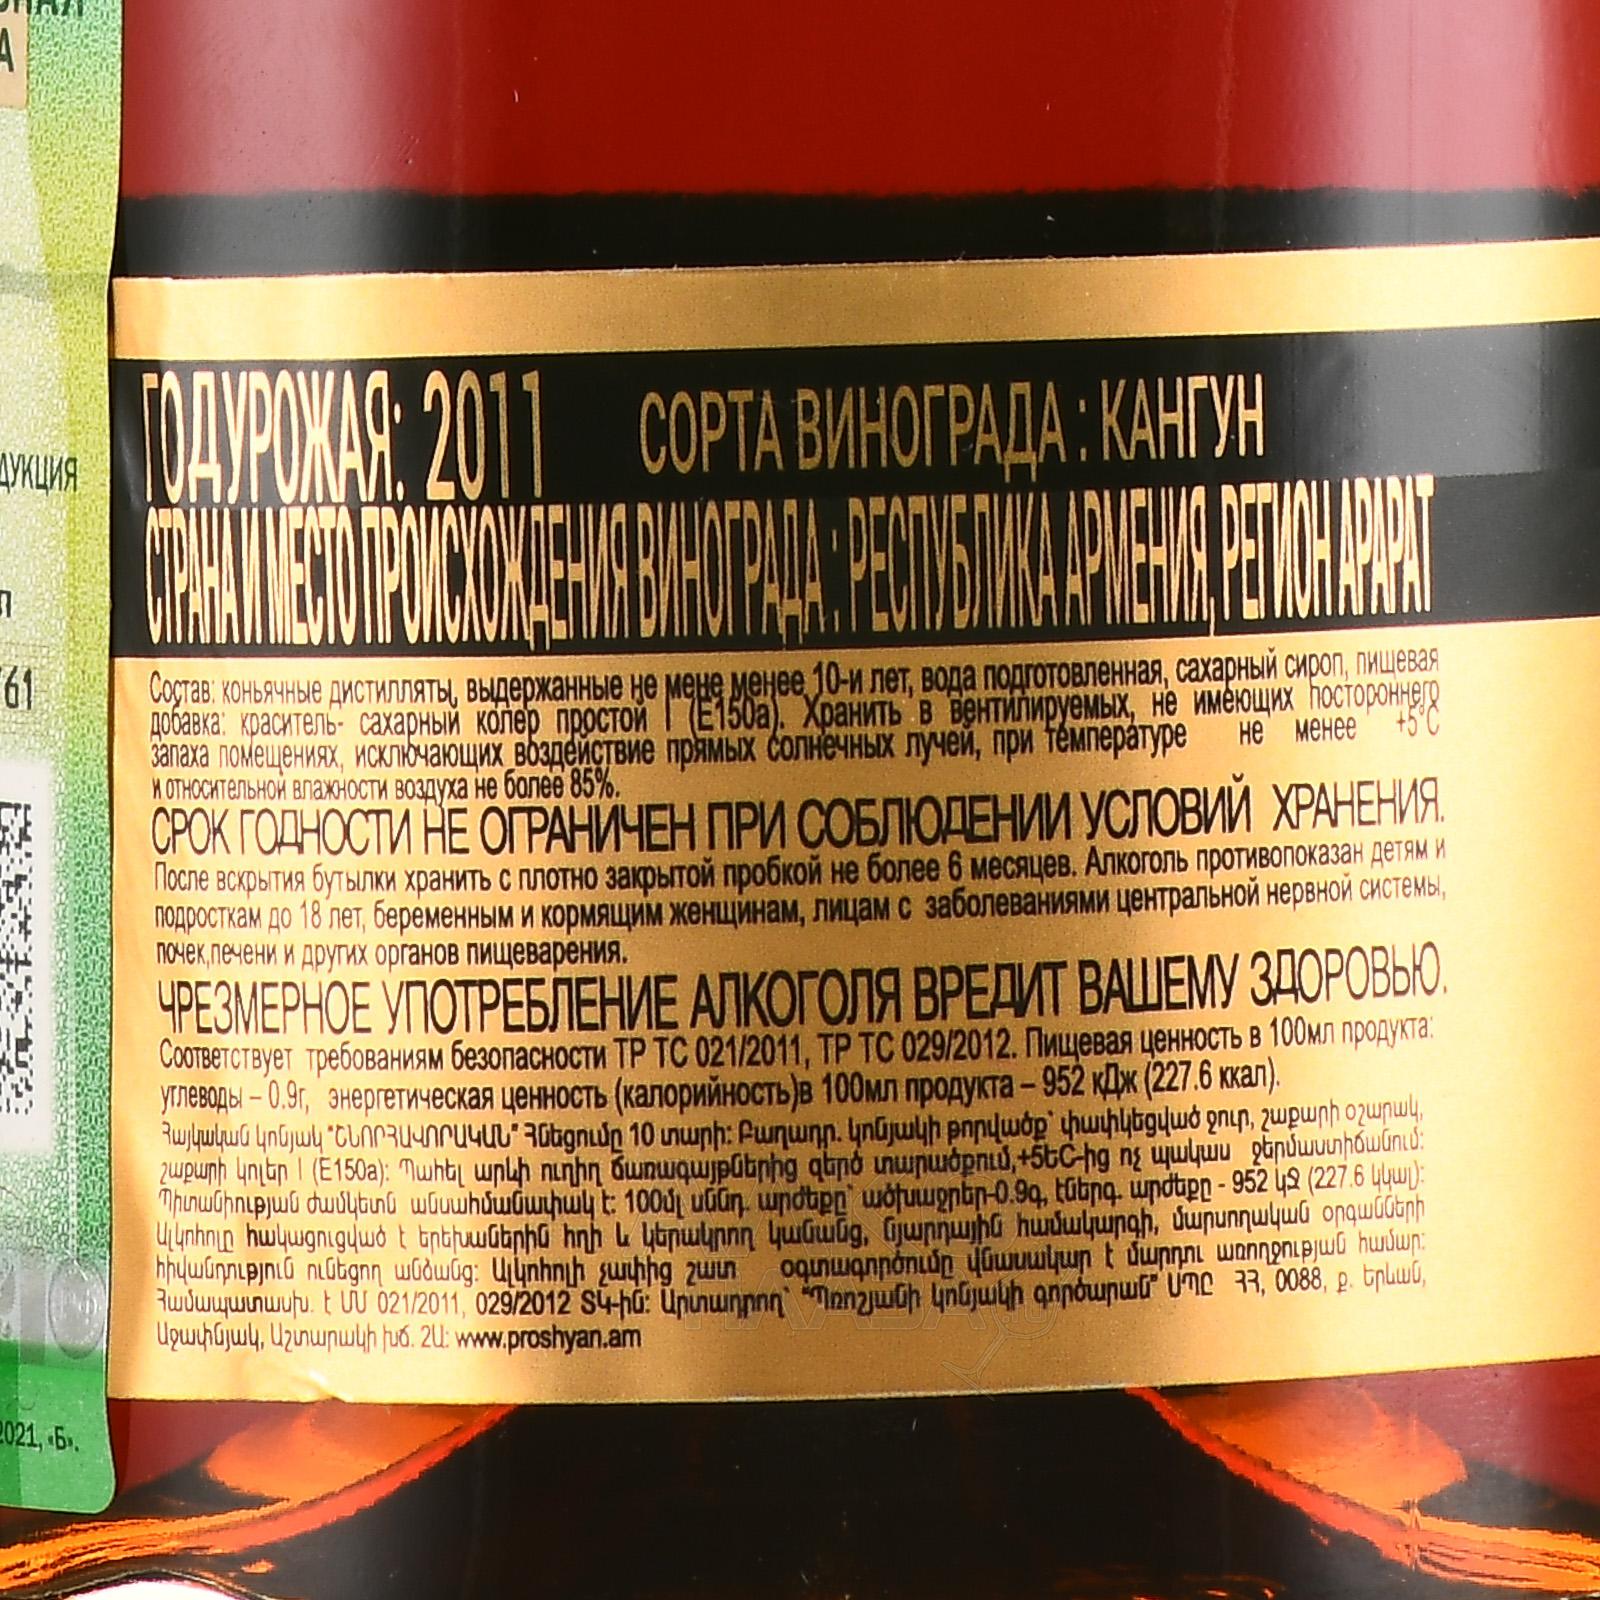 ГОД УРОЖАЯ: 2011 СОРТА ВИНОГРАДА : КАНГУН
СТРАНА И МЕСТО ПРОИСХОЖДЕНИЯ ВИНОГРАДА : РЕСПУБЛИКА АРМЕНИЯ, РЕГИОН АРАРАТ
Состав: коньячные дистилляты, выдержанные не мене менее 10-и лет, вода подготовленная, сахарный сироп, пищевая
добавка: краситель- сахарный колер простой I (Е150а). Хранить в вентилируемых, не имеющих постороннего
запаха помещениях, исключающих воздействие прямых солнечных лучей, при температуре не менее +5°С
и относительной влажности воздуха не более 85%.
СРОК ГОДНОСТИ НЕ ОГРАНИЧЕН ПРИ СОБЛЮДЕНИИ УСЛОВИЙ ХРАНЕНИЯ.
После вскрытия бутылки хранить с плотно закрытой пробкой не более 6 месяцев. Алкоголь противопоказан детям и
подросткам до 18 лет, беременным и кормящим женщинам, лицам с заболеваниями центральной нервной системы,
почек,печени и других органов пищеварения.
ЧРЕЗМЕРНОЕ УПОТРЕБЛЕНИЕ АЛКОГОЛЯ ВРЕДИТ ВАШЕМУ ЗДОРОВЬЮ.
Соответствует требованиям безопасности ТР ТС 021/2011, ТР ТС 029/2012. Пищевая ценность в 100мл продукта:
углеводы – 0.9г, энергетическая ценность (калорийность)в 100мл продукта – 952 кДж (227.6 ккал).
Հայկական կոնյակ "ՇՆՈՐՀԱՎՈՐԱԿԱՆ" Հնեցումը 10 տարի: Բաղադր. կոնյակի թորվածք՝ փափկեցված ջուր, շաքարի օշարակ,
շաքարի կոլեր I (E150a): Պահել արևի ուղիղ ճառագայթներից զերծ տարածքում,+5ԵC-ից ոչ պակաս ջերմաստիճանում:
Պիտանիության ժամկետն անսահմանափակ է: 100մլ սննդ. արժեքը՝ ածխաջրեր-0.9գ, էներգ. արժեքը - 952 կՋ (227.6 կկալ):
Ալկոհոլը հակացուցված է երեխաներին հղի և կերակրող կանանց, նյարդային համակարգի, մարսողական օրգանների
հիվանդություն ունեցող անձանց: Ալկոհոլի չափից շատ օգտագործումը վնասակար է մարդու առողջության համար:
Համապատասխ. է ՄՄ 021/2011, 029/2012 ՏԿ-ին: Արտադրող՝ "Պռոշյանի կոնյակի գործարան" ՍՊԸ ՀՀ, 0088, ք. Երևան,
Աջափնյակ, Աշտարակի խճ. 2Ա: www.proshyan.am
А
761
2021, «Б».